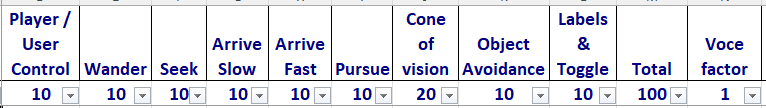 Player / User Control Wander Seek Arrive Slow Arrive Fast Pursue Cone of vision Object Avoidance Labels & Toggle Total Voce factor
10 10 10 10 10 10 20 10 10 100 1